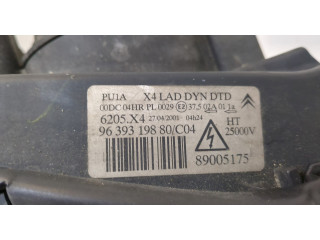 PU1A X4 LAD DYN DTD
00DC 04HR PL 0029 E2 37,5 02A 01 1a
6205.X4 27/04/2001 - 04h24
96 393 198 80/C04 HT
25000V
89005175